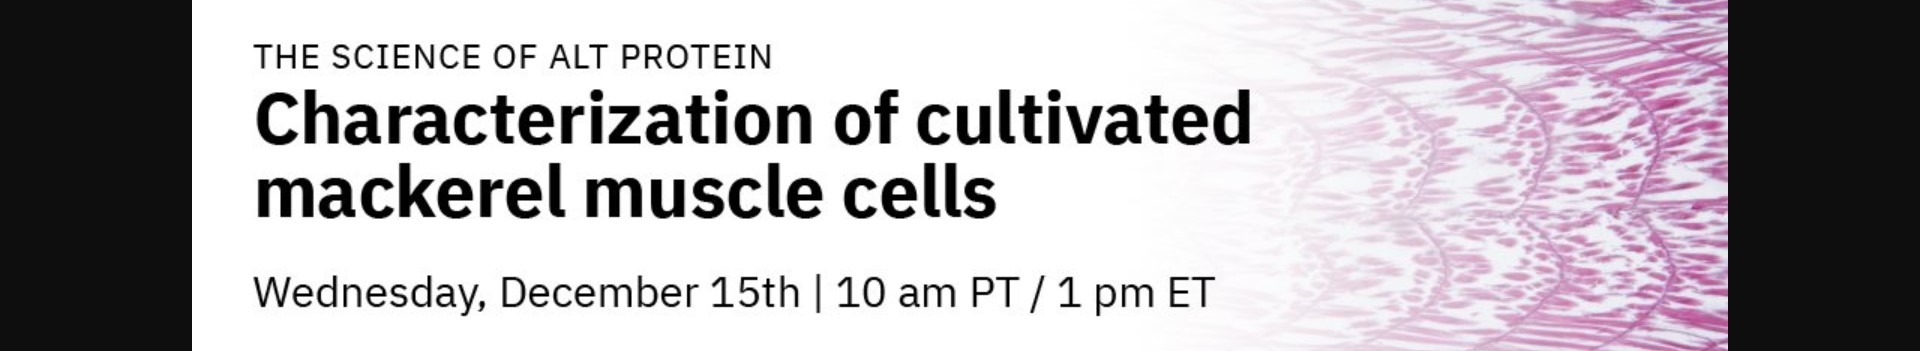 THE SCIENCE OF ALT PROTEIN
Characterization of cultivated
mackerel muscle cells
Wednesday, December 15th | 10 am PT / 1 pm ET